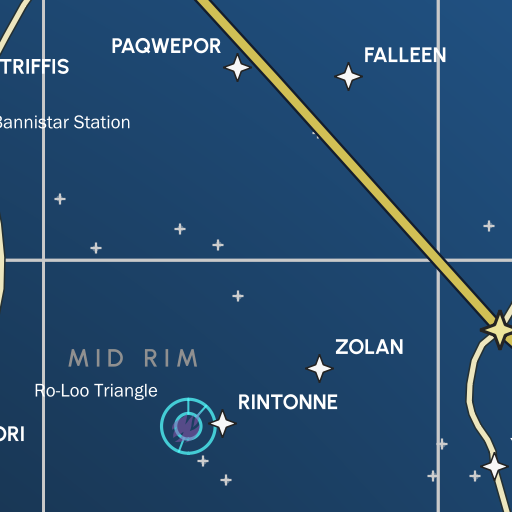 PAQWEPOR
FALLEEN
TRIFFIS
Bannistar Station
ZOLAN
MID RIM
Ro-Loo Triangle
RINTONNE
ORI